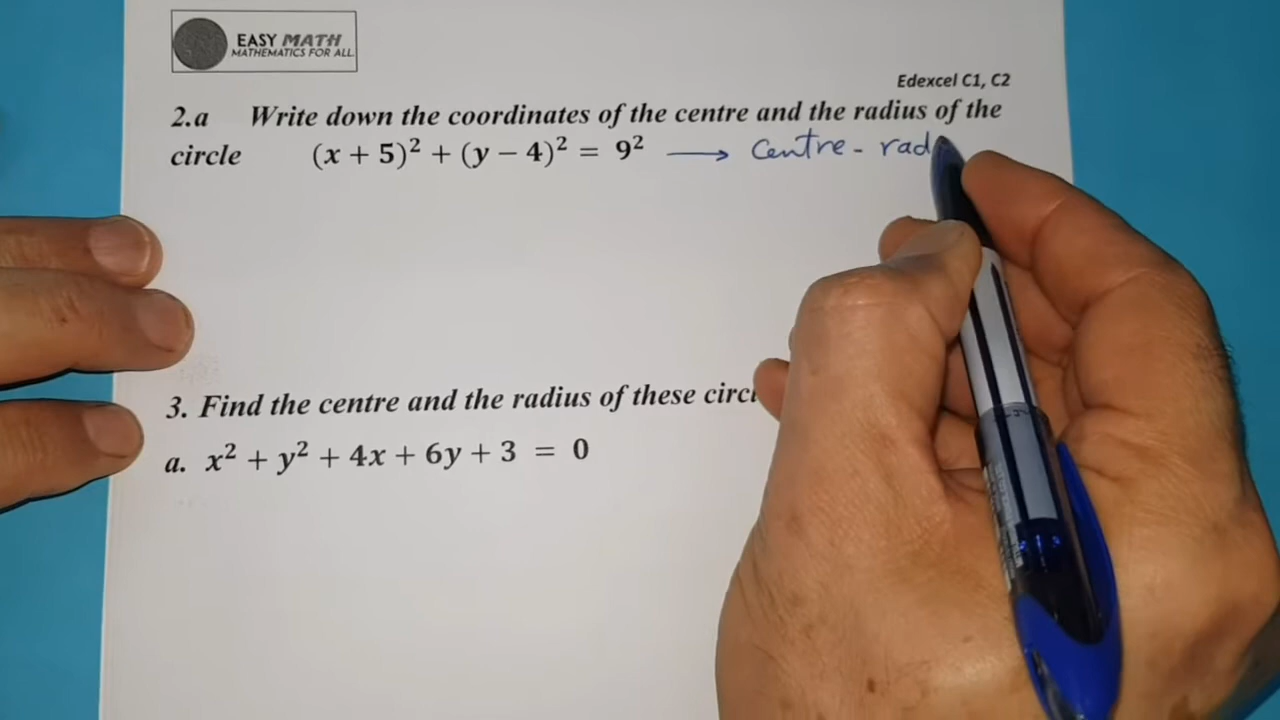 EASY MATH
MATHEMATICS FOR ALL
Edexcel C1, C2
2.a Write down the coordinates of the centre and the radius of the
circle (x + 5)² + (y − 4)² = 9² ⟶ Centre - rad
3. Find the centre and the radius of these
a. x² + y² + 4x + 6y + 3 = 0